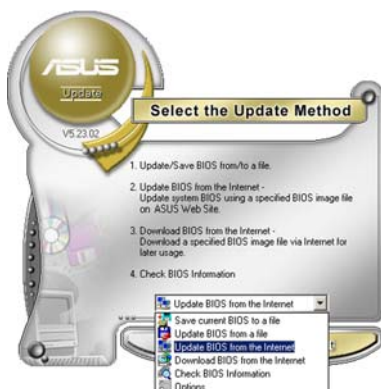 ASUS
Update
V5.23.02
Select the Update Method
1. Update/Save BIOS from/to a file.
2. Update BIOS from the Internet -
Update system BIOS using a specified BIOS image file
on ASUS Web Site.
3. Download BIOS from the Internet -
Download a specified BIOS image file via Internet for
later usage.
4. Check BIOS Information
Update BIOS from the Internet
Save current BIOS to a file
Update BIOS from a file
Update BIOS from the Internet
Download BIOS from the Internet
Check BIOS Information
Options